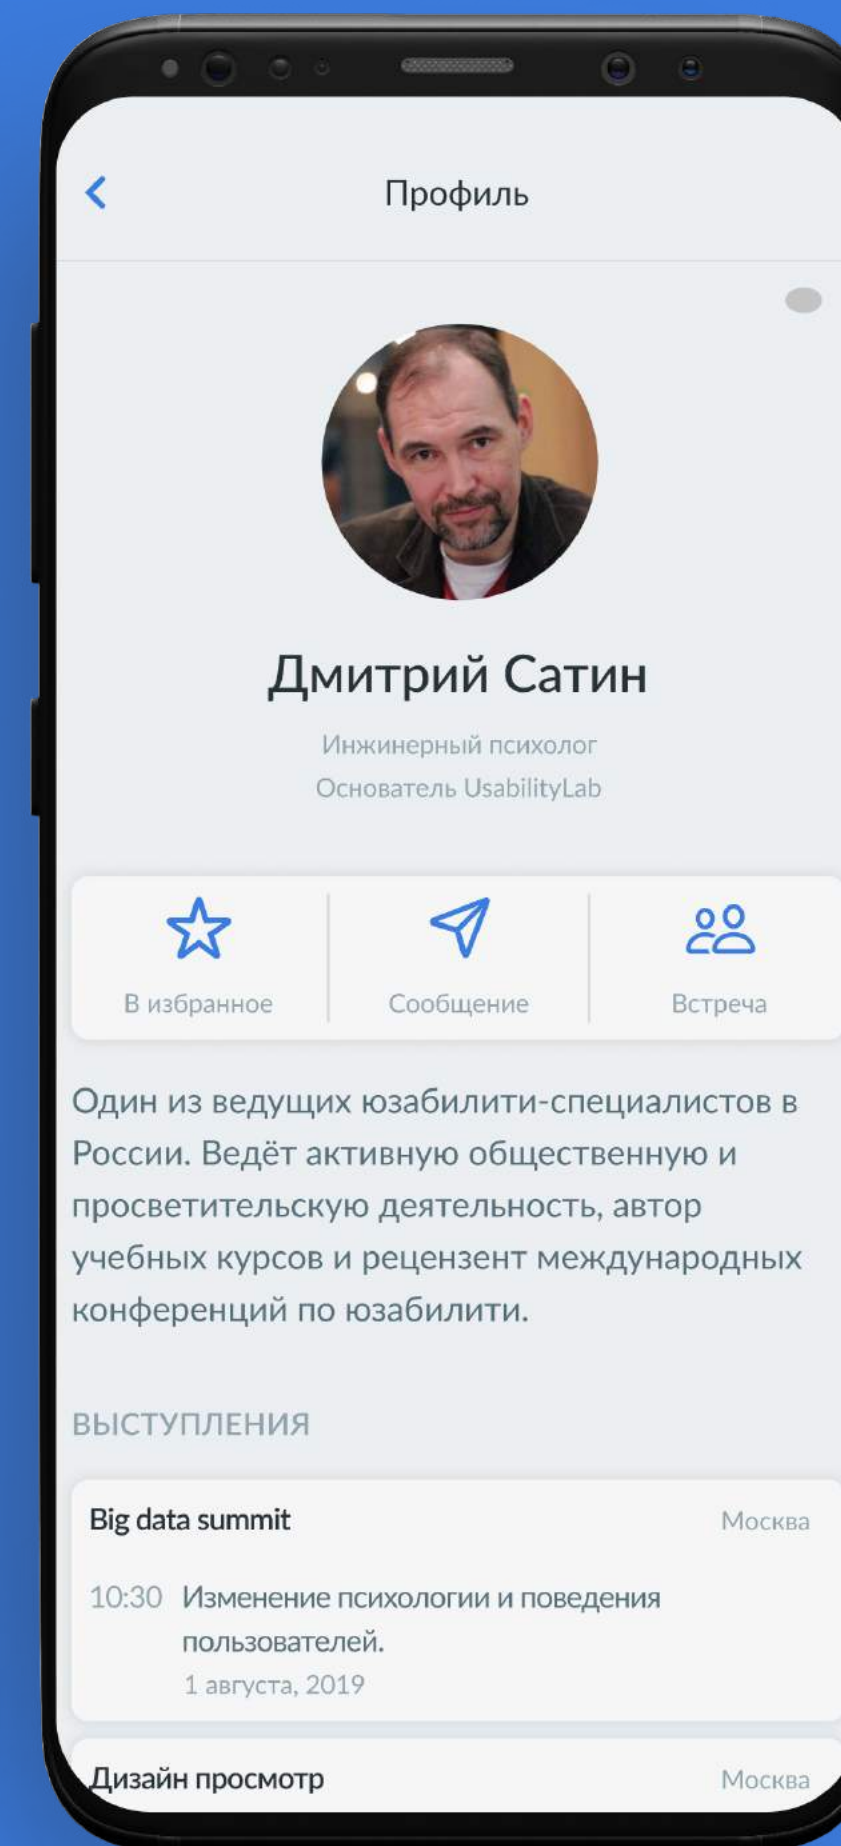 Профиль
Дмитрий Сатин
Инжинерный психолог
Основатель UsabilityLab
В избранное
Сообщение
Встреча
Один из ведущих юзабилити-специалистов в
России. Ведёт активную общественную и
просветительскую деятельность, автор
учебных курсов и рецензент международных
конференций по юзабилити.
ВЫСТУПЛЕНИЯ
Big data summit Москва
10:30 Изменение психологии и поведения
пользователей.
1 августа, 2019
Дизайн просмотр Москва